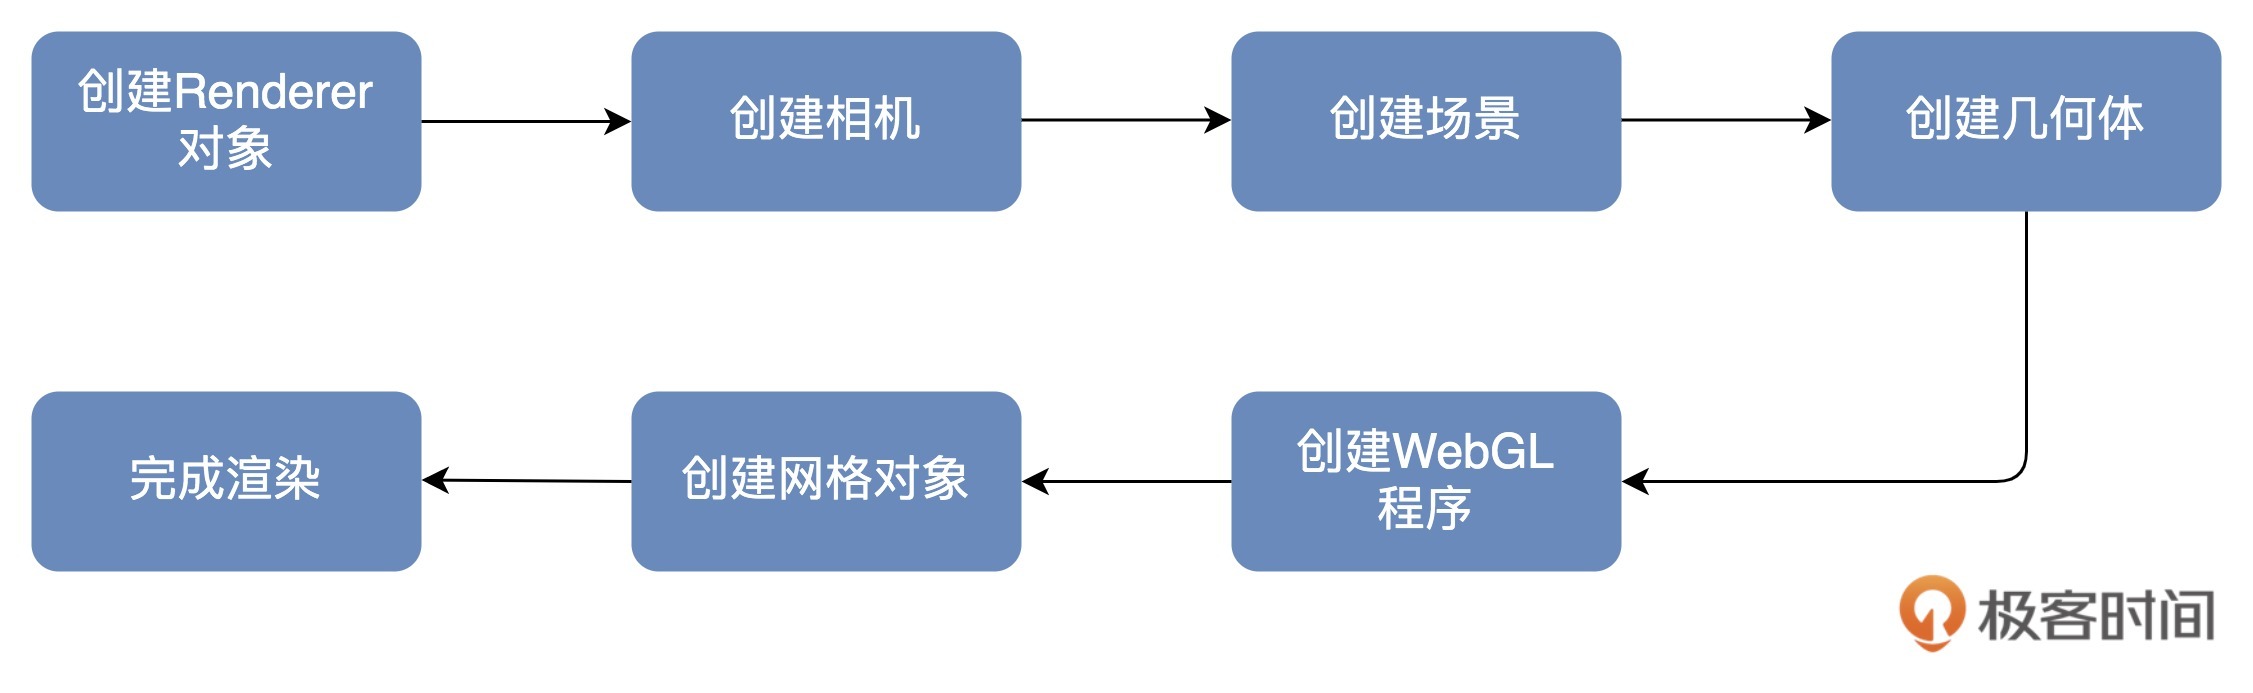 创建Renderer
对象
创建相机
创建场景
创建几何体
创建WebGL
程序
创建网格对象
完成渲染
极客时间